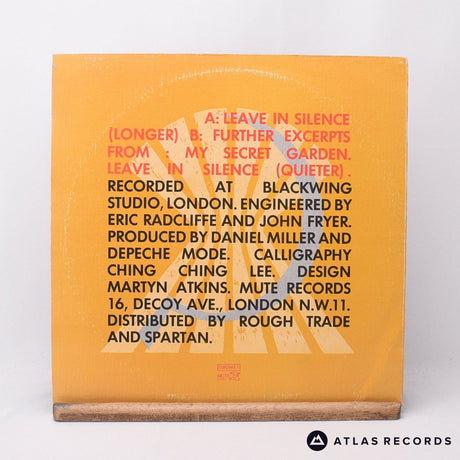 A: LEAVE IN SILENCE
(LONGER) B: FURTHER EXCERPTS
FROM : MY SECRET GARDEN.
LEAVE IN SILENCE (QUIETER).
RECORDED AT BLACKWING
STUDIO, LONDON. ENGINEERED BY
ERIC RADCLIFFE AND JOHN FRYER.
PRODUCED BY DANIEL MILLER AND
DEPECHE MODE. CALLIGRAPHY
CHING CHING LEE. DESIGN
MARTYN ATKINS. MUTE RECORDS
16, DECOY AVE., LONDON N.W.11.
DISTRIBUTED BY ROUGH TRADE
AND SPARTAN.
ATLAS RECORDS